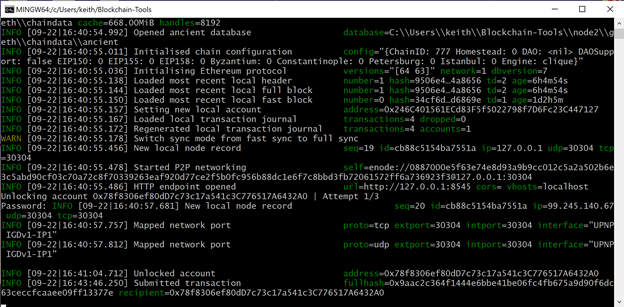 MINGW64:/c/Users/keith/Blockchain-Tools
eth\\chaindata cache=668.00MiB handles=8192
INFO [09-22|16:40:54.992] Opened ancient database database=C:\\Users\\keith\\Blockchain-Tools\\node2\\g
eth\\chaindata\\ancient
INFO [09-22|16:40:55.011] Initialised chain configuration config="{ChainID: 777 Homestead: 0 DAO: <nil> DAOSupp
ort: false EIP150: 0 EIP155: 0 EIP158: 0 Byzantium: 0 Constantinople: 0 Petersburg: 0 Istanbul: 0 Engine: clique}"
INFO [09-22|16:40:55.036] Initialising Ethereum protocol versions="[64 63]" network=1 dbversion=7
INFO [09-22|16:40:55.138] Loaded most recent local header number=1 hash=9506e4…4a8656 td=2 age=6h4m54s
INFO [09-22|16:40:55.144] Loaded most recent local full block number=1 hash=9506e4…4a8656 td=2 age=6h4m54s
INFO [09-22|16:40:55.150] Loaded most recent local fast block number=0 hash=34cf6d…d6869e td=1 age=1d2h5m
INFO [09-22|16:40:55.157] Setting new local account address=0x246C401561ECd83F5f5O22798f7D6Fc23C447127
INFO [09-22|16:40:55.167] Loaded local transaction journal transactions=4 dropped=0
INFO [09-22|16:40:55.172] Regenerated local transaction journal transactions=4 accounts=1
WARN [09-22|16:40:55.178] Switch sync mode from fast sync to full sync
INFO [09-22|16:40:55.456] New local node record seq=19 id=cb88c5154ba7551a ip=127.0.0.1 udp=30304 tcp
=30304
INFO [09-22|16:40:55.478] Started P2P networking
INFO [09-22|16:40:55.486] HTTP endpoint opened url=http://127.0.0.1:8545 cors= vhosts=localhost
Unlocking account 0x78f8306ef80dD7c73c17a541c3C776517A6432A0 | Attempt 1/3
Password: INFO [09-22|16:40:57.681] New local node record seq=20 id=cb88c5154ba7551a ip=99.245.140.67
udp=30304 tcp=30304
INFO [09-22|16:40:57.757] Mapped network port proto=tcp extport=30304 intport=30304 interface="UPNP
IGDv1-IP1"
INFO [09-22|16:40:57.812] Mapped network port proto=udp extport=30304 intport=30304 interface="UPNP
IGDv1-IP1"
INFO [09-22|16:41:04.712] Unlocked account address=0x78f8306ef80dD7c73c17a541c3C776517A6432A0
INFO [09-22|16:43:46.250] Submitted transaction fullhash=0x9aac2c364f1444e6bbe41be06fc4fb675a9d90f6dc
63ceccfcaaee09ff13377e recipient=0x78f8306ef80dD7c73c17a541c3C776517A6432A0